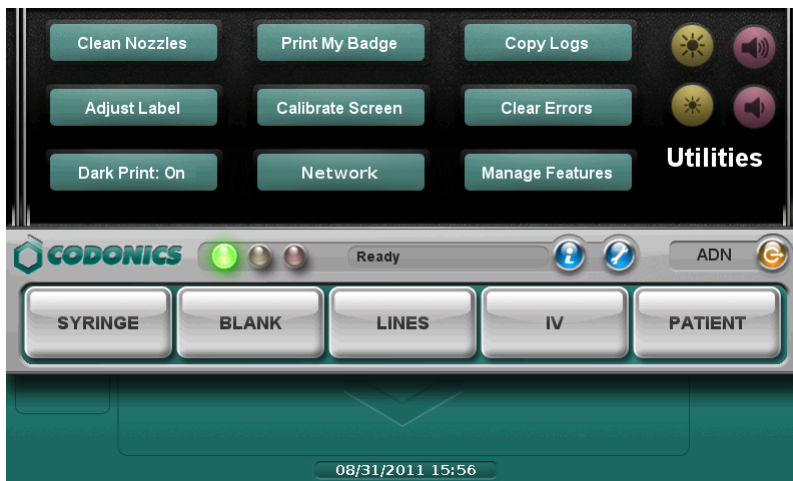 Clean Nozzles Print My Badge Copy Logs
Adjust Label Calibrate Screen Clear Errors
Utilities
Dark Print: On Network Manage Features
CODONICS Ready ADN
SYRINGE BLANK LINES IV PATIENT
08/31/2011 15:56